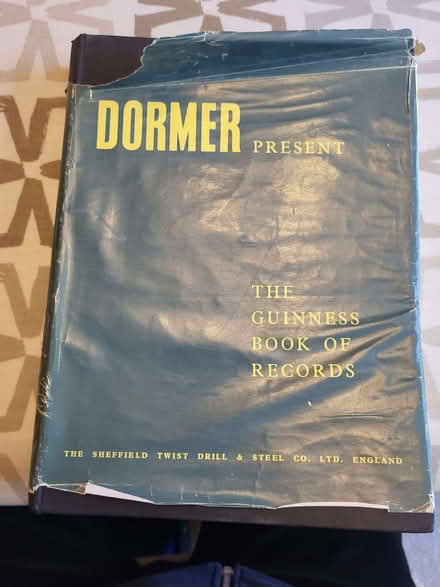 DORMER PRESENT
THE
GUINNESS
BOOK OF
RECORDS
THE SHEFFIELD TWIST DRILL & STEEL CO. LTD. ENGLAND